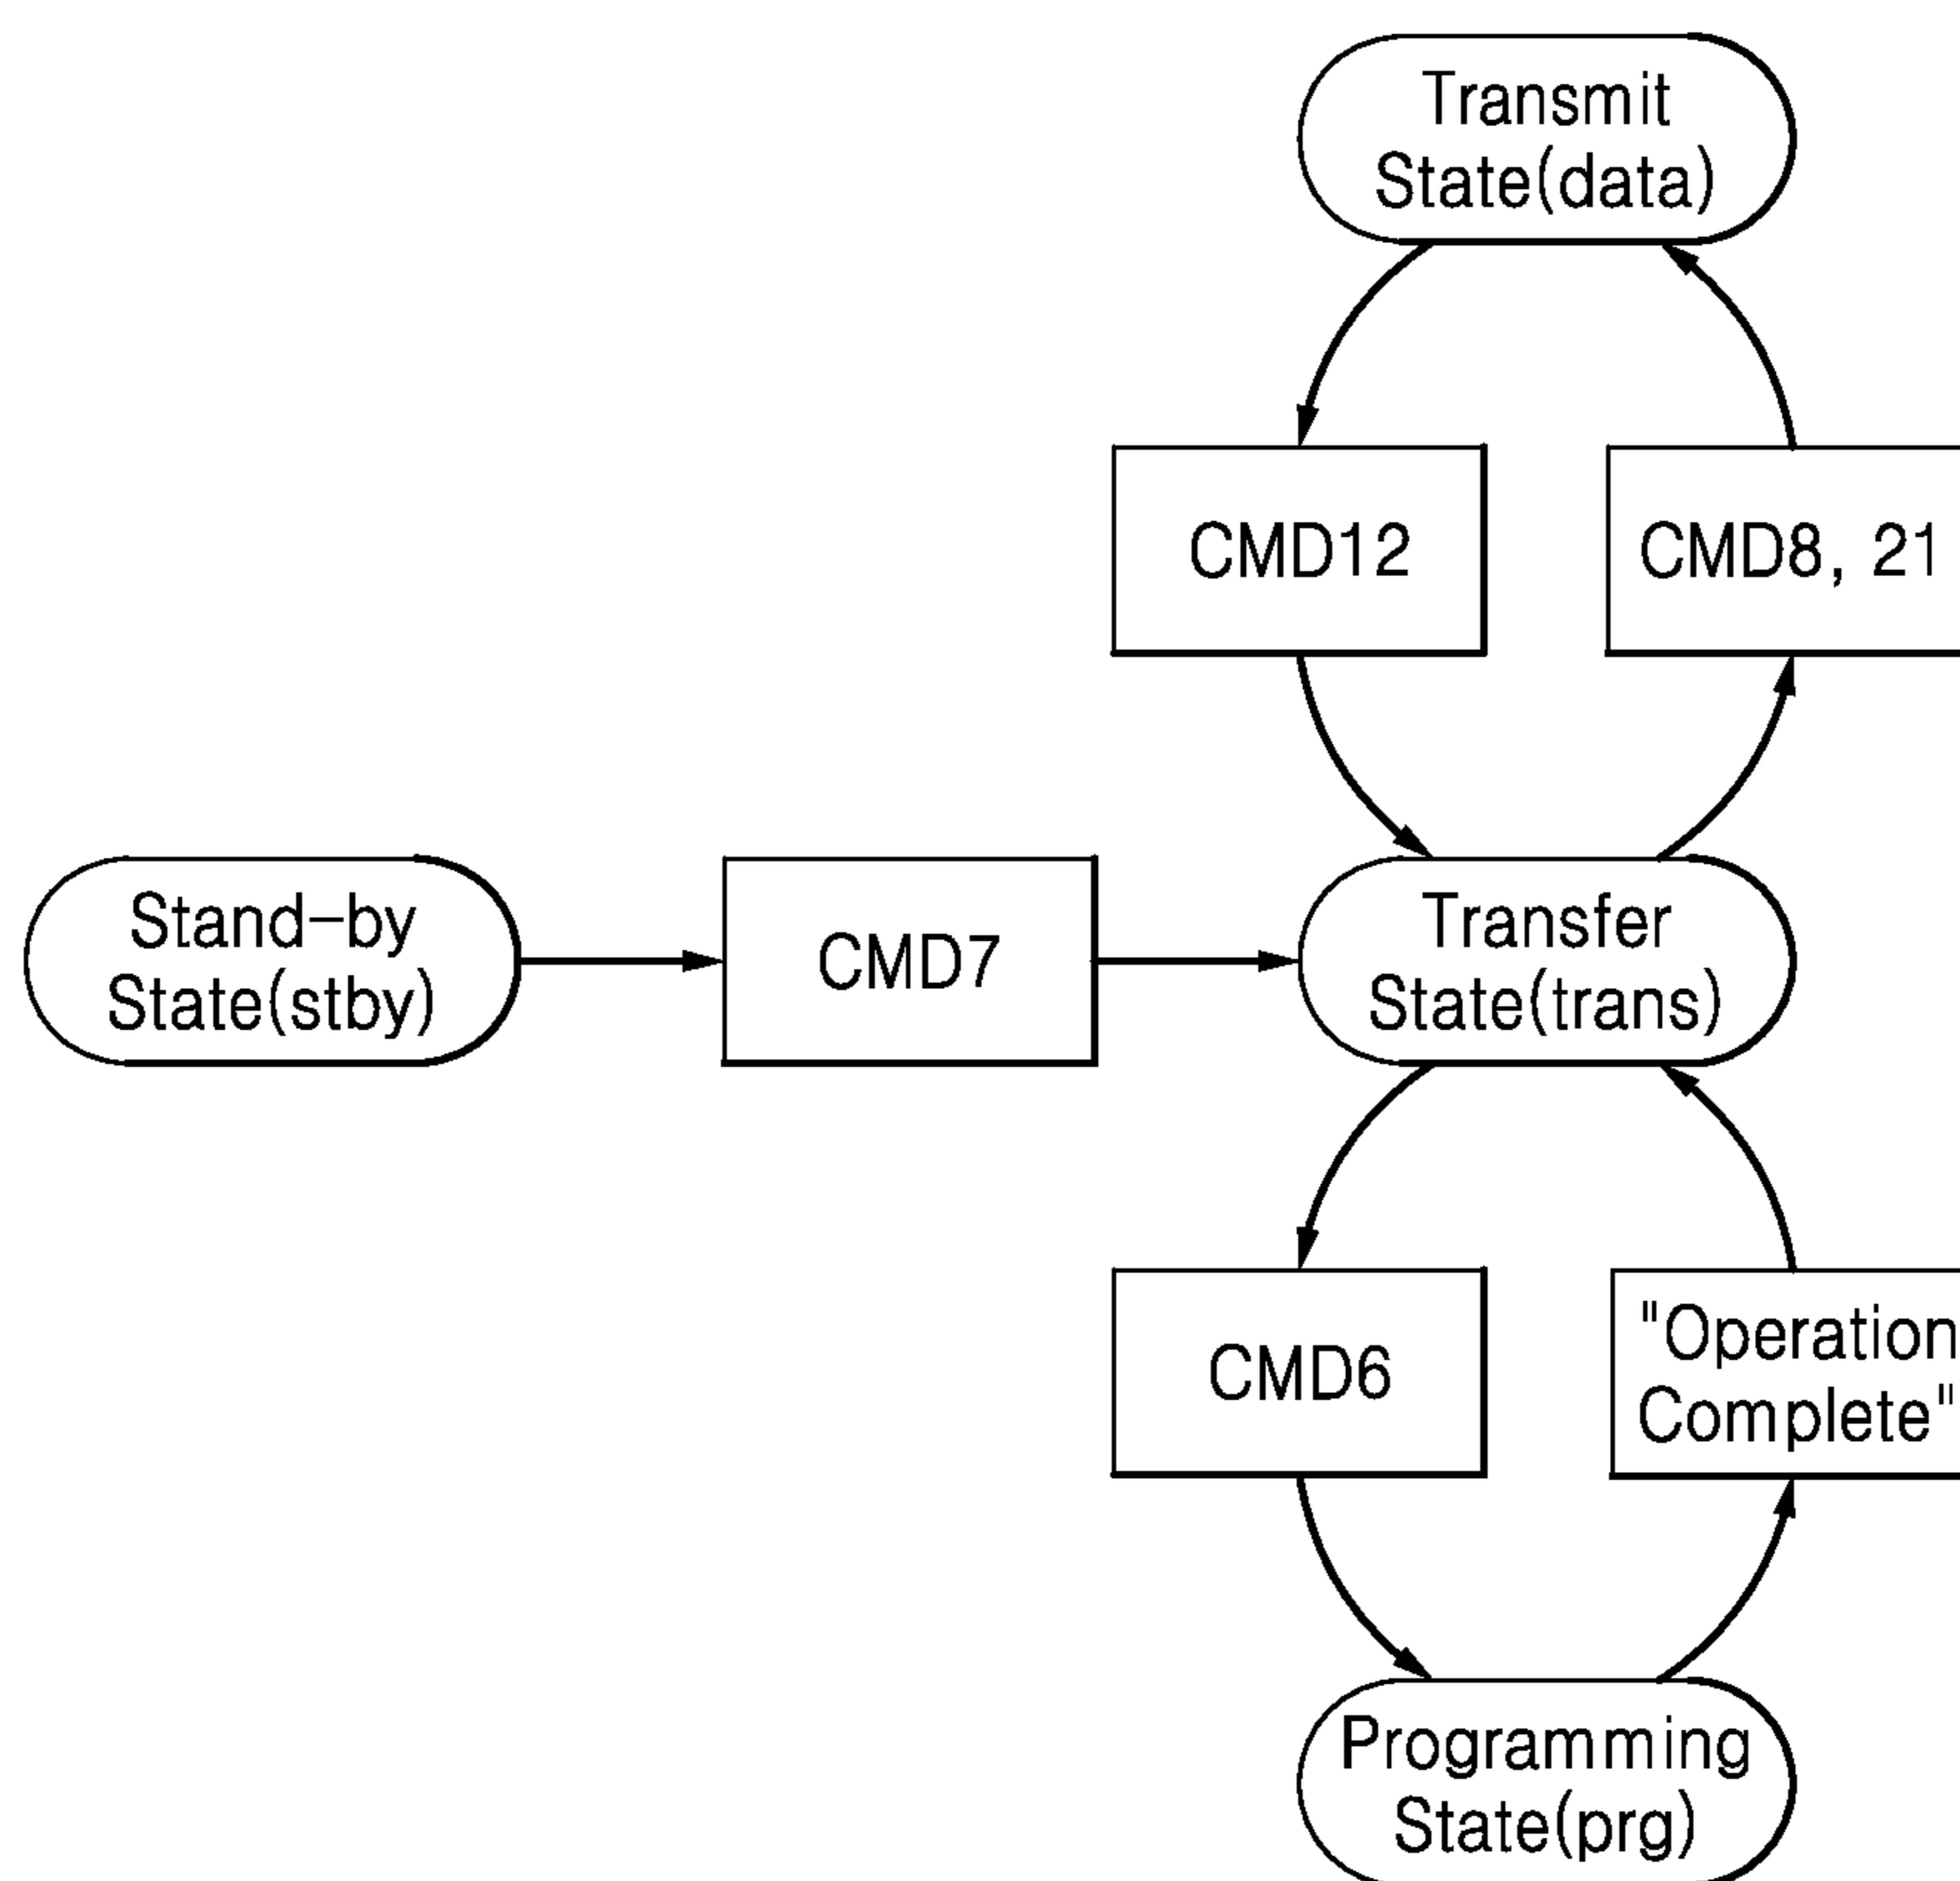 Transmit
State(data)
CMD12
CMD8, 21
Stand-by
State(stby)
CMD7
Transfer
State(trans)
CMD6
"Operation
Complete"
Programming
State(prg)